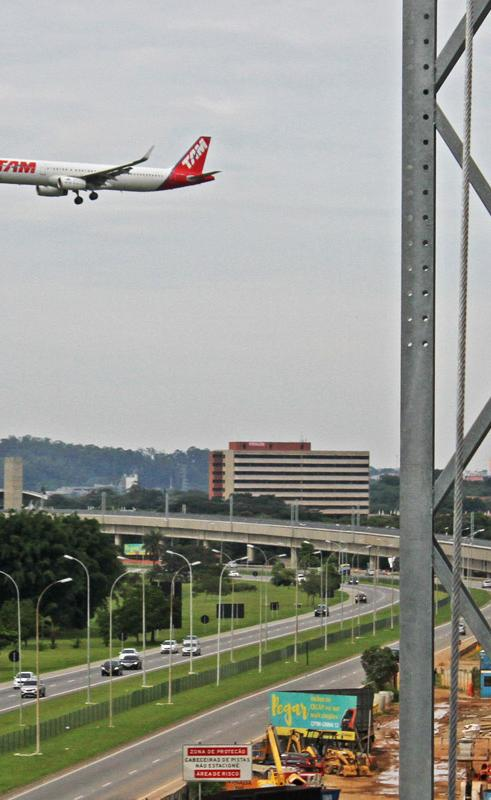 TAM
TAM
Pegar
ZONA DE PROTEÇÃO
CABECEIRAS DE PISTAS
NÃO ESTACIONE
ÁREA DE RISCO